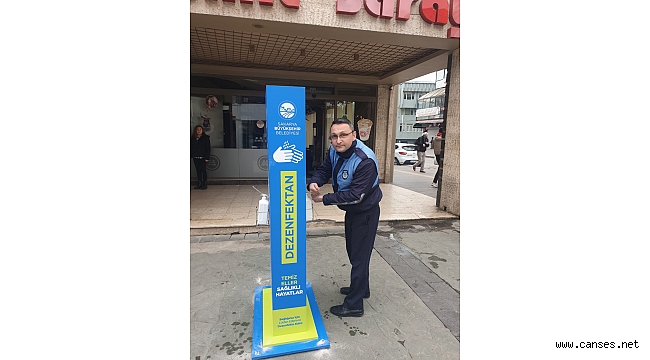 SAKARYA
BÜYÜKŞEHİR
BELEDİYESİ
DEZENFEKTAN
TEMİZ
ELLER
SAĞLIKLI
HAYATLAR
www.canses.net